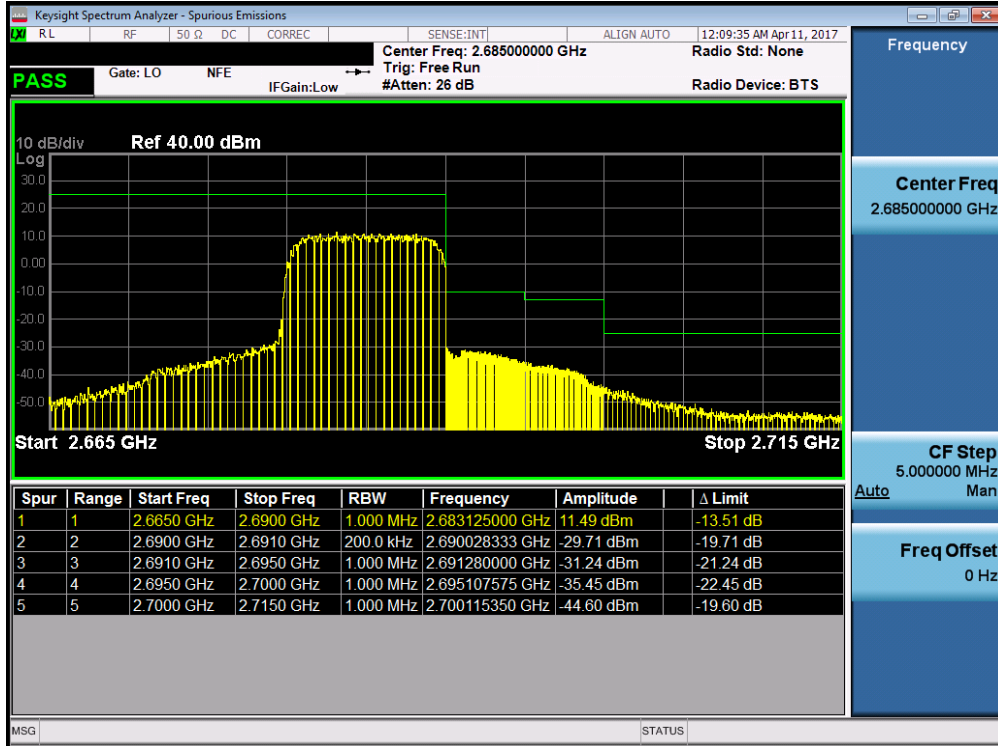 Keysight Spectrum Analyzer - Spurious Emissions
LXI RL RF 50 Ω DC CORREC SENSE:INT ALIGN AUTO 12:09:35 AM Apr 11, 2017
Center Freq: 2.685000000 GHz Radio Std: None
PASS Gate: LO NFE Trig: Free Run
IFGain:Low #Atten: 26 dB Radio Device: BTS
10 dB/div Ref 40.00 dBm
Log
30.0
20.0
10.0
0.00
-10.0
-20.0
-30.0
-40.0
-50.0
Start 2.665 GHz Stop 2.715 GHz
Spur Range Start Freq Stop Freq RBW Frequency Amplitude Δ Limit
1 1 2.6650 GHz 2.6900 GHz 1.000 MHz 2.683125000 GHz 11.49 dBm -13.51 dB
2 2 2.6900 GHz 2.6910 GHz 200.0 kHz 2.690028333 GHz -29.71 dBm -19.71 dB
3 3 2.6910 GHz 2.6950 GHz 1.000 MHz 2.691280000 GHz -31.24 dBm -21.24 dB
4 4 2.6950 GHz 2.7000 GHz 1.000 MHz 2.695107575 GHz -35.45 dBm -22.45 dB
5 5 2.7000 GHz 2.7150 GHz 1.000 MHz 2.700115350 GHz -44.60 dBm -19.60 dB
MSG STATUS
Frequency
Center Freq
2.685000000 GHz
CF Step
5.000000 MHz
Auto Man
Freq Offset
0 Hz